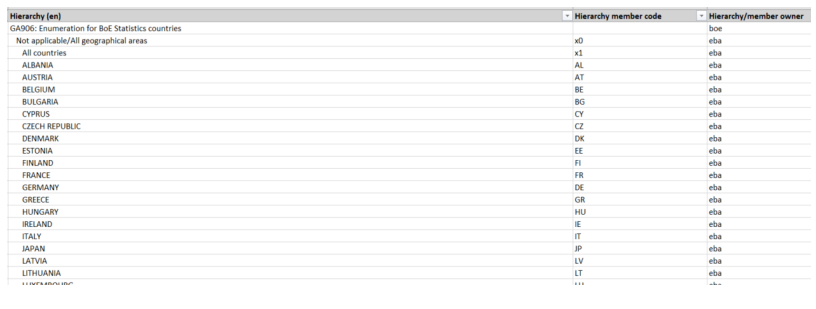 Hierarchy (en) Hierarchy member code Hierarchy/member owner
GA906: Enumeration for BoE Statistics countries boe
Not applicable/All geographical areas x0 eba
All countries x1 eba
ALBANIA AL eba
AUSTRIA AT eba
BELGIUM BE eba
BULGARIA BG eba
CYPRUS CY eba
CZECH REPUBLIC CZ eba
DENMARK DK eba
ESTONIA EE eba
FINLAND FI eba
FRANCE FR eba
GERMANY DE eba
GREECE GR eba
HUNGARY HU eba
IRELAND IE eba
ITALY IT eba
JAPAN JP eba
LATVIA LV eba
LITHUANIA LT eba
LUXEMBOURG LU eba